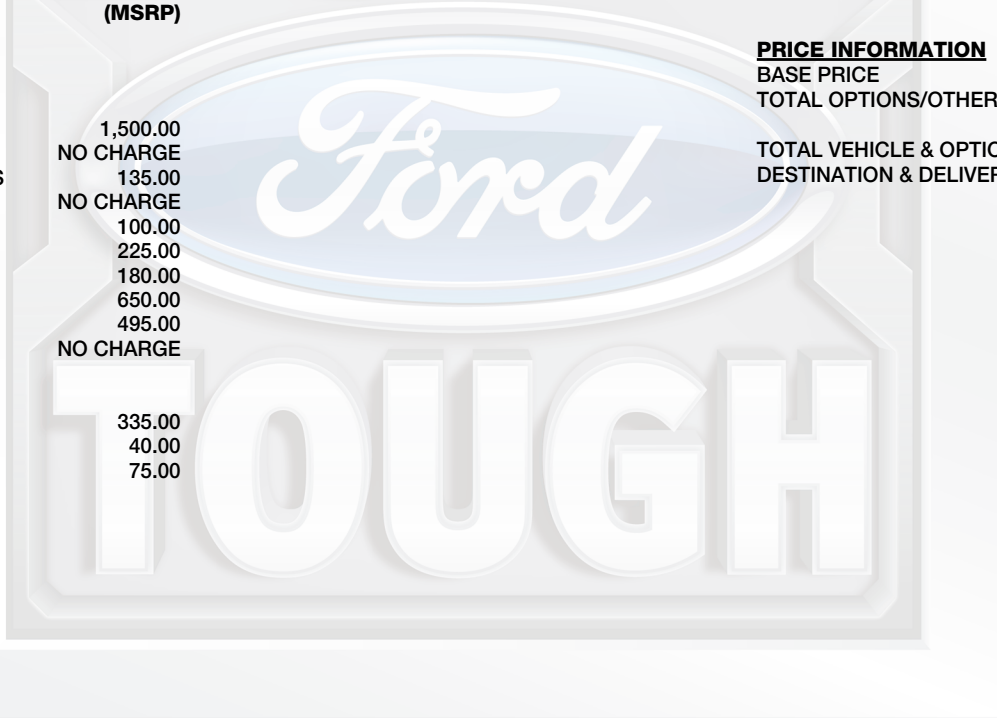 (MSRP)
1,500.00
NO CHARGE
S 135.00
NO CHARGE
100.00
225.00
180.00
650.00
495.00
NO CHARGE
335.00
40.00
75.00
PRICE INFORMATION
BASE PRICE
TOTAL OPTIONS/OTHER
TOTAL VEHICLE & OPTIO
DESTINATION & DELIVER
Ford
TOUGH